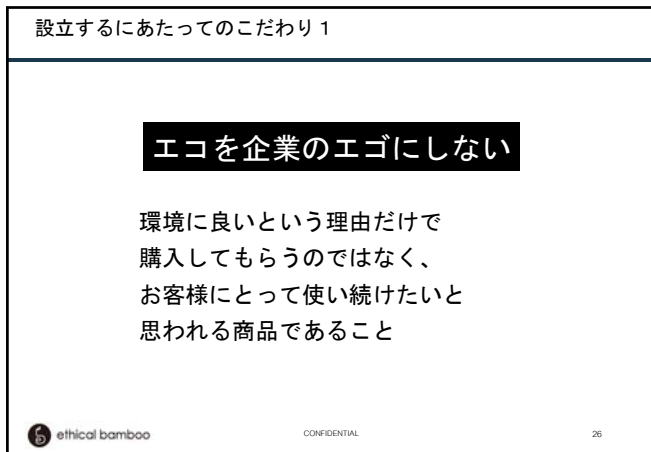 設立するにあたってのこだわり１
エコを企業のエゴにしない
環境に良いという理由だけで
購入してもらうのではなく、
お客様にとって使い続けたいと
思われる商品であること
ethical bamboo
CONFIDENTIAL
26